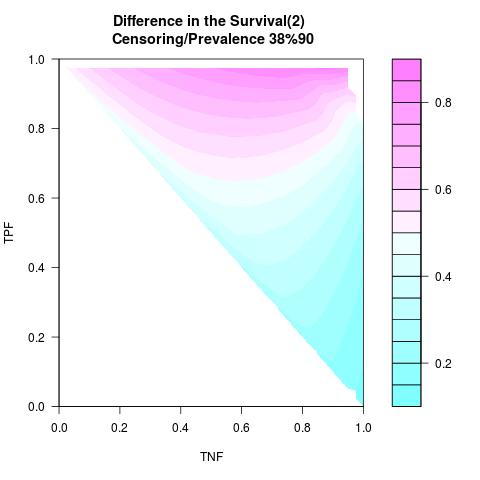 Difference in the Survival(2)
Censoring/Prevalence 38%90
1.0
0.8
0.6
0.4
0.2
0.0
TPF
0.0 0.2 0.4 0.6 0.8 1.0
TNF
0.8
0.6
0.4
0.2